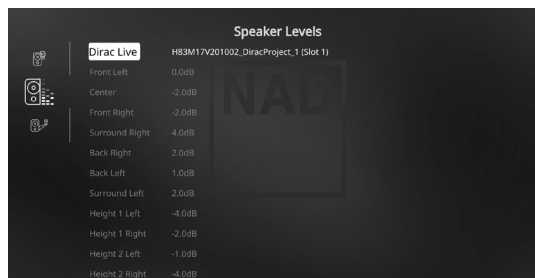 Speaker Levels
Dirac Live H83M17V201002_DiracProject_1 (Slot 1)
Front Left 0.0dB
Center -2.0dB
Front Right -2.0dB
Surround Right 4.0dB
Back Right 2.0dB
Back Left 1.0dB
Surround Left 2.0dB
Height 1 Left -4.0dB
Height 1 Right -2.0dB
Height 2 Left -1.0dB
Height 2 Right -4.0dB
NAD